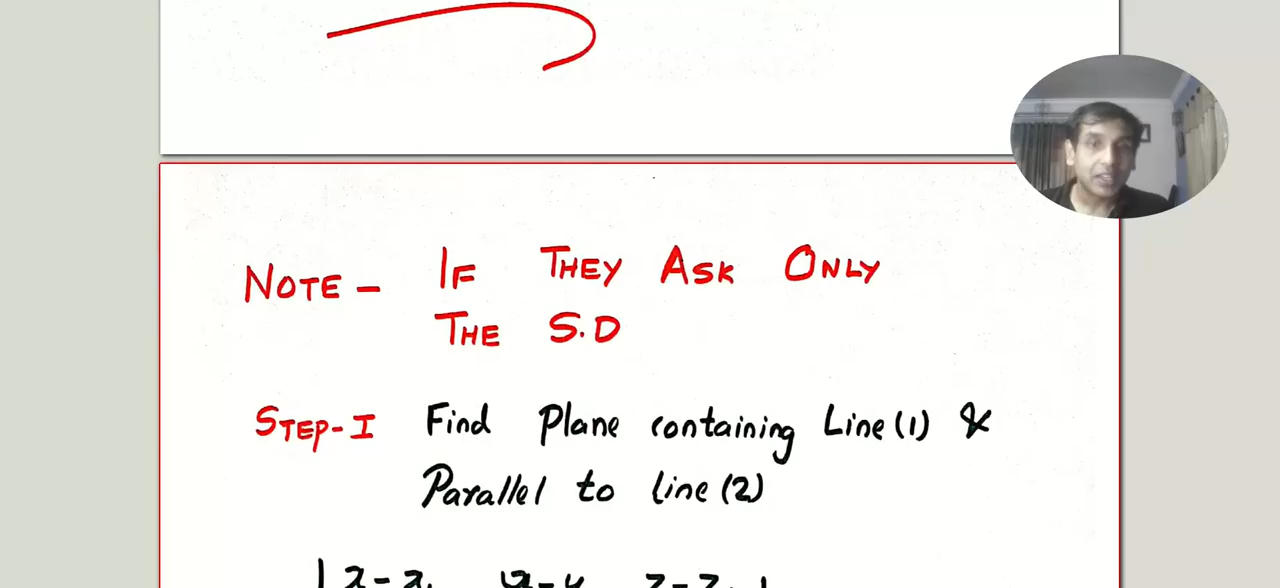 NOTE - IF THEY ASK ONLY
THE S.D
STEP-I Find Plane containing Line (1) &
Parallel to line (2)